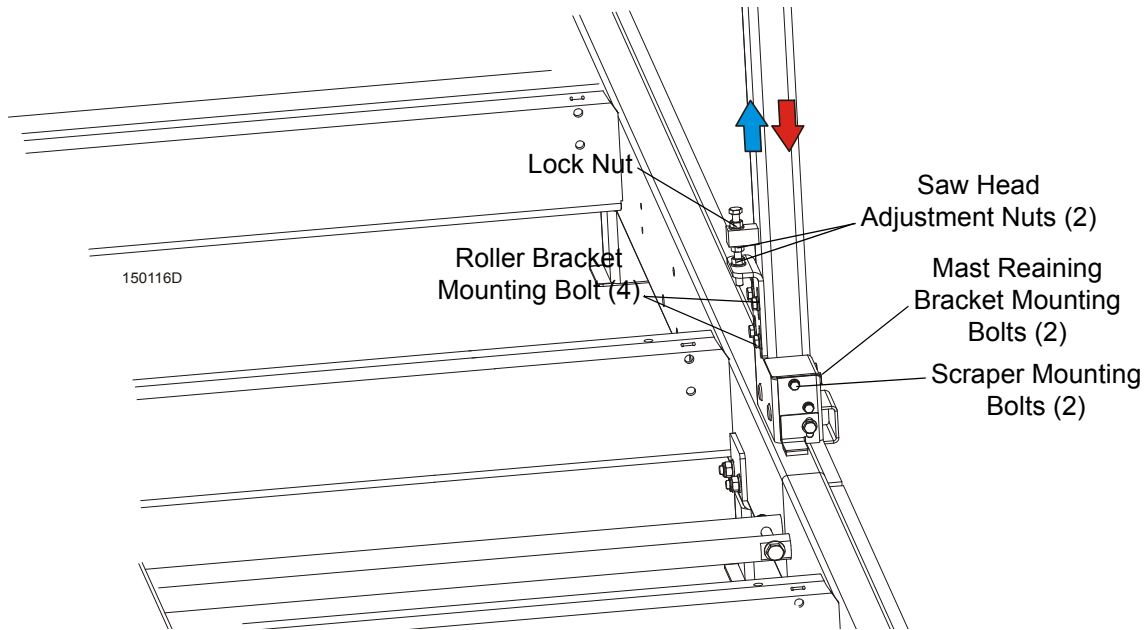 Lock Nut
Saw Head
Adjustment Nuts (2)
Roller Bracket
Mounting Bolt (4)
150116D
Mast Reaining
Bracket Mounting
Bolts (2)
Scraper Mounting
Bolts (2)